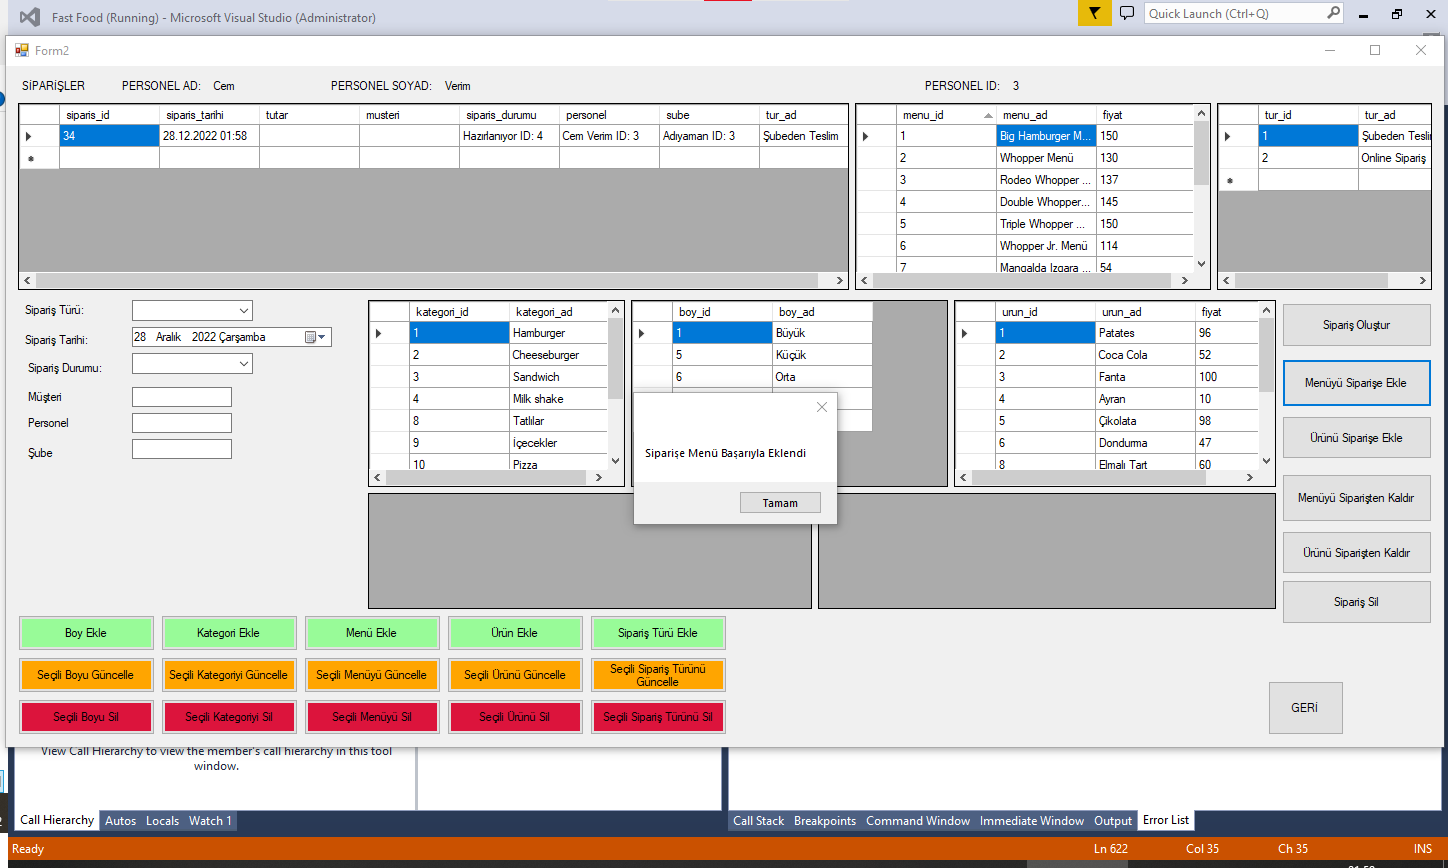 Fast Food (Running) - Microsoft Visual Studio (Administrator)
Quick Launch (Ctrl+Q)
Form2
SİPARİŞLER PERSONEL AD: Cem PERSONEL SOYAD: Verim PERSONEL ID: 3
siparis_id siparis_tarihi tutar musteri siparis_durumu personel sube tur_ad
34 28.12.2022 01:58 Hazırlanıyor ID: 4 Cem Verim ID: 3 Adıyaman ID: 3 Şubeden Teslim
menu_id menu_ad fiyat
1 Big Hamburger M... 150
2 Whopper Menü 130
3 Rodeo Whopper ... 137
4 Double Whopper... 145
5 Triple Whopper ... 150
6 Whopper Jr. Menü 114
7 Mangalda Izgara ... 54
tur_id tur_ad
1 Şubeden Tesli
2 Online Sipariş
Sipariş Türü:
Sipariş Tarihi: 28 Aralık 2022 Çarşamba
Sipariş Durumu:
Müşteri
Personel
Şube
kategori_id kategori_ad
1 Hamburger
2 Cheeseburger
3 Sandwich
4 Milk shake
8 Tatlılar
9 İçecekler
10 Pizza
boy_id boy_ad
1 Büyük
5 Küçük
6 Orta
urun_id urun_ad fiyat
1 Patates 96
2 Coca Cola 52
3 Fanta 100
4 Ayran 10
5 Çikolata 98
6 Dondurma 47
8 Elmalı Tart 60
Siparişe Menü Başarıyla Eklendi
Tamam
Sipariş Oluştur
Menüyü Siparişe Ekle
Ürünü Siparişe Ekle
Menüyü Siparişten Kaldır
Ürünü Siparişten Kaldır
Sipariş Sil
Boy Ekle Kategori Ekle Menü Ekle Ürün Ekle Sipariş Türü Ekle
Seçili Boyu Güncelle Seçili Kategoriyi Güncelle Seçili Menüyü Güncelle Seçili Ürünü Güncelle Seçili Sipariş Türünü
Güncelle
Seçili Boyu Sil Seçili Kategoriyi Sil Seçili Menüyü Sil Seçili Ürünü Sil Seçili Sipariş Türünü Sil
GERİ
View Call Hierarchy to view the member's call hierarchy in this tool
window.
Call Hierarchy Autos Locals Watch 1 Call Stack Breakpoints Command Window Immediate Window Output Error List
Ready Ln 622 Col 35 Ch 35 INS